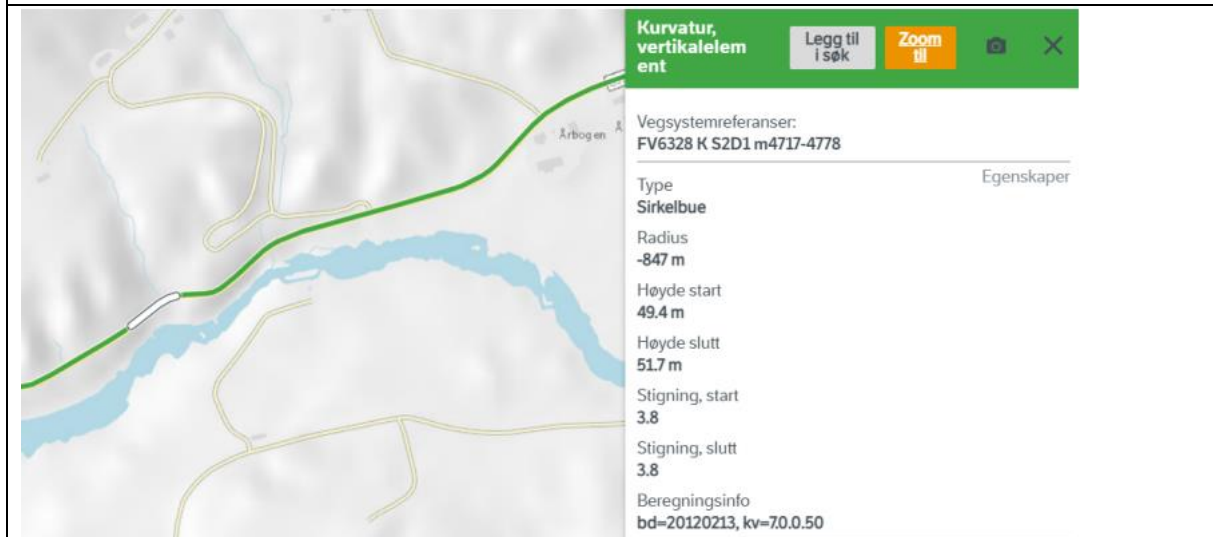 Årbogen Å
Kurvatur,
vertikalelem
ent
Legg til
i søk
Zoom
til
Vegsystemreferanser:
FV6328 K S2D1 m4717-4778
Egenskaper
Type
Sirkelbue
Radius
-847 m
Høyde start
49.4 m
Høyde slutt
51.7 m
Stigning, start
3.8
Stigning, slutt
3.8
Beregningsinfo
bd=20120213, kv=7.0.0.50